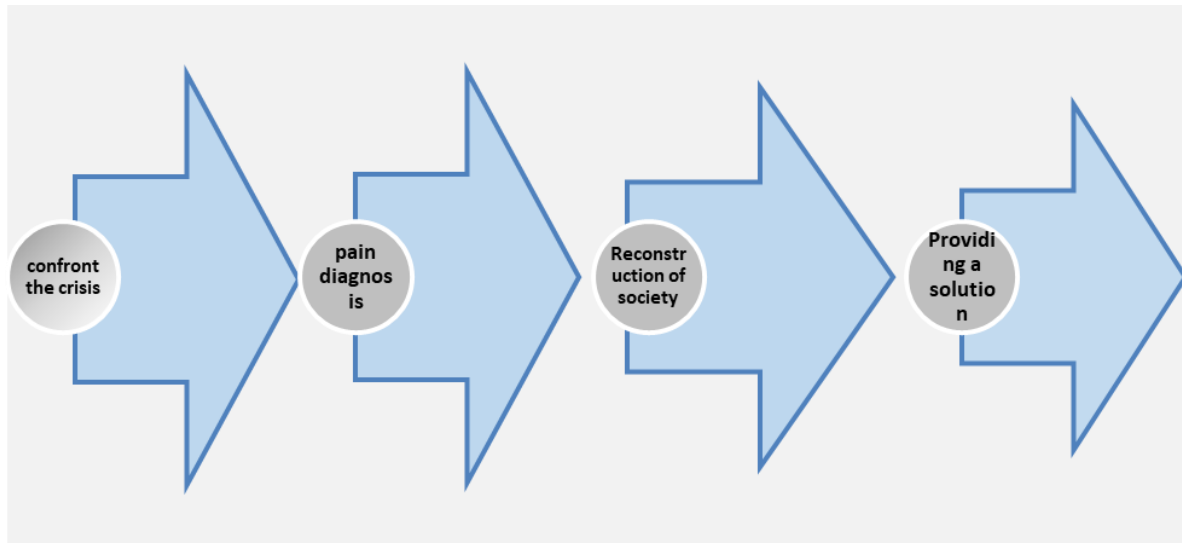 confront
the crisis
pain
diagnos
is
Reconstr
uction of
society
Providi
ng a
solutio
n